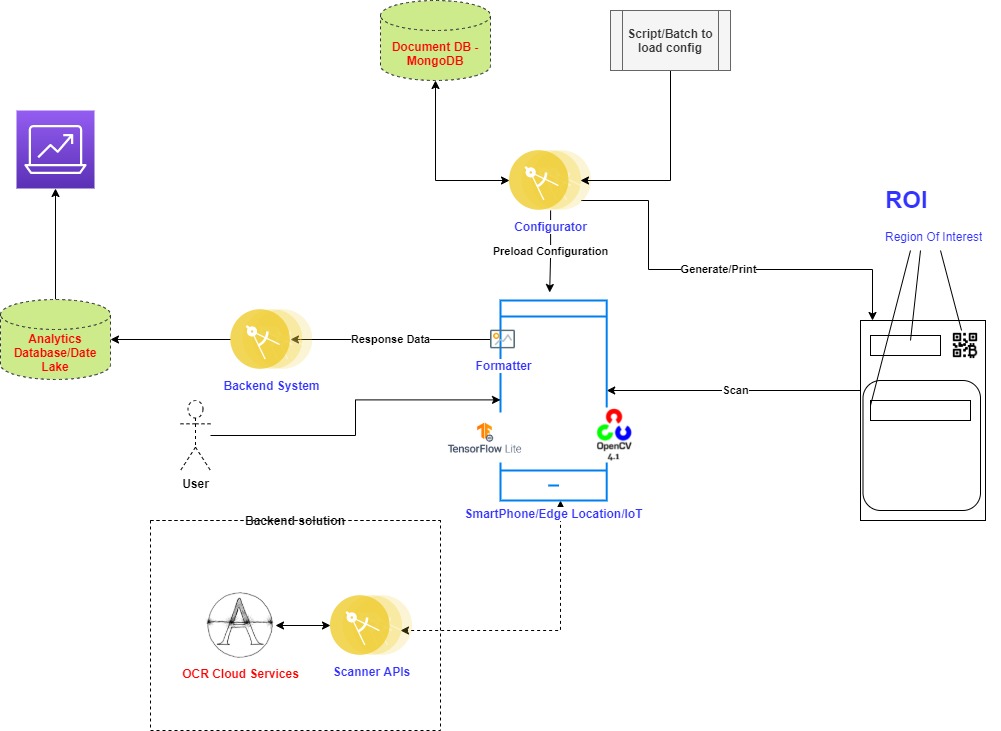 Document DB -
MongoDB
Script/Batch to
load config
ROI
Configurator
Region Of Interest
Preload Configuration
Generate/Print
Analytics
Database/Date
Lake
Response Data
Formatter
Backend System
Scan
TensorFlow Lite
OpenCV
4.1
User
SmartPhone/Edge Location/IoT
Backend solution
OCR Cloud Services
Scanner APIs